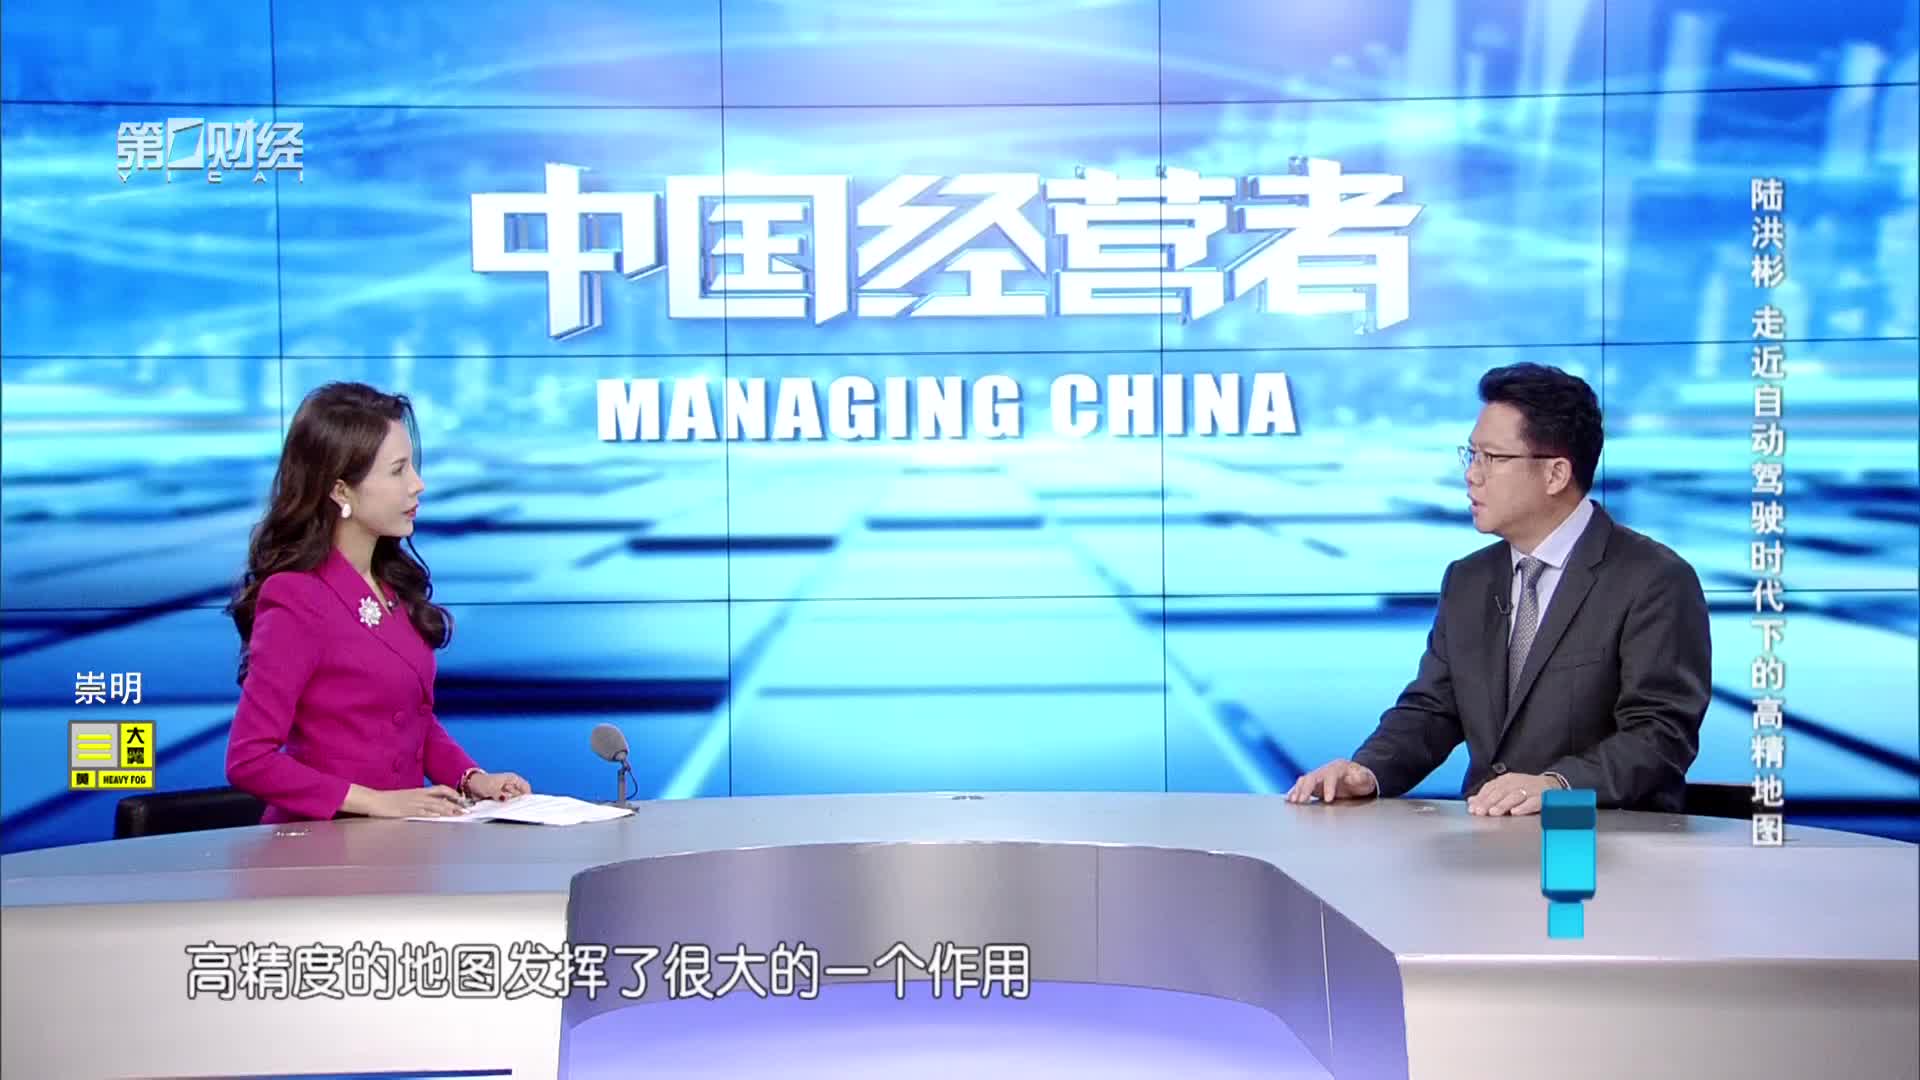 第一财经
YICAI
中国经营者
MANAGING CHINA
陆洪彬 走近自动驾驶时代下的高精地图
崇明
大雾
黄 HEAVY FOG
高精度的地图发挥了很大的一个作用